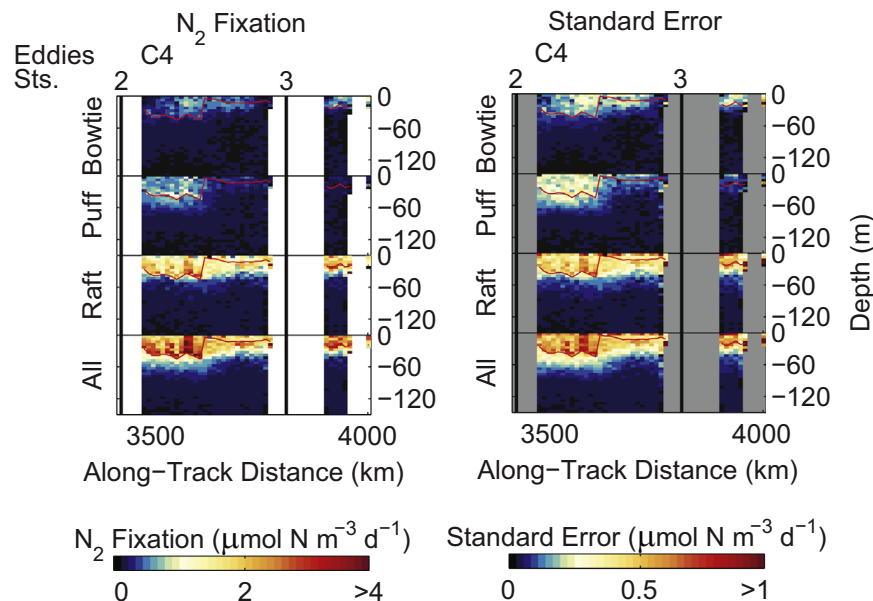 N2 Fixation Standard Error
Eddies C4 C4
Sts. 2 3 2 3
Bowtie 0 −60 −120 Bowtie 0 −60 −120
Puff 0 −60 −120 Puff 0 −60 −120
Raft 0 −60 −120 Raft 0 −60 −120
All 0 −60 −120 All 0 −60 −120
Depth (m)
3500 4000 3500 4000
Along−Track Distance (km) Along−Track Distance (km)
N2 Fixation (μmol N m−3 d−1) Standard Error (μmol N m−3 d−1)
0 2 >4 0 0.5 >1